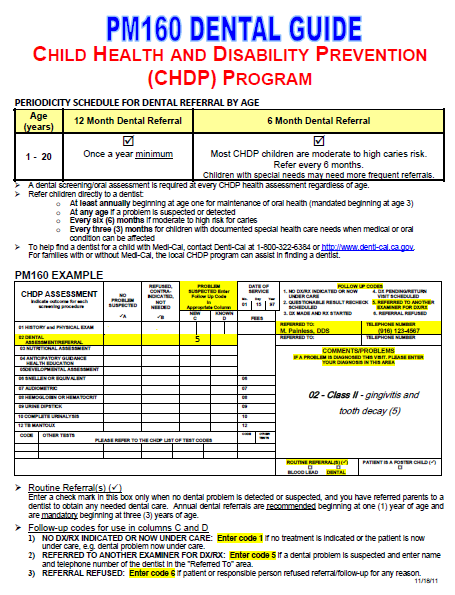 PM160 DENTAL GUIDE
CHILD HEALTH AND DISABILITY PREVENTION
(CHDP) PROGRAM
PERIODICITY SCHEDULE FOR DENTAL REFERRAL BY AGE
Age
(years)
12 Month Dental Referral
6 Month Dental Referral
1 - 20
☑
Once a year minimum
☑
Most CHDP children are moderate to high caries risk.
Refer every 6 months.
Children with special needs may need more frequent referrals.
➢ A dental screening/oral assessment is required at every CHDP health assessment regardless of age.
➢ Refer children directly to a dentist:
o At least annually beginning at age one for maintenance of oral health (mandated beginning at age 3)
o At any age if a problem is suspected or detected
o Every six (6) months if moderate to high risk for caries
o Every three (3) months for children with documented special health care needs when medical or oral
condition can be affected
➢ To help find a dentist for a child with Medi-Cal, contact Denti-Cal at 1-800-322-6384 or http://www.denti-cal.ca.gov.
For families with or without Medi-Cal, the local CHDP program can assist in finding a dentist.
PM160 EXAMPLE
CHDP ASSESSMENT
Indicate outcome for each
screening procedure
NO
PROBLEM
SUSPECTED
✓A
REFUSED,
CONTRA-
INDICATED,
NOT
NEEDED
✓B
PROBLEM
SUSPECTED Enter
Follow Up Code
in
Appropriate Column
NEW
C
KNOWN
D
DATE OF
SERVICE
Mo. Day Year
01 13 97
FEES
FOLLOW UP CODES
1. NO DX/RX INDICATED OR NOW
UNDER CARE
2. QUESTIONABLE RESULT RECHECK
SCHEDULED
3. DX MADE AND RX STARTED
4. DX PENDING/RETURN
VISIT SCHEDULED
5. REFERRED TO ANOTHER
EXAMINER FOR DX/RX
6. REFERRAL REFUSED
REFERRED TO:
M. Painless, DDS
TELEPHONE NUMBER
(916) 123-4567
REFERRED TO:
TELEPHONE NUMBER
01 HISTORY and PHYSICAL EXAM
02 DENTAL
ASSESSMENT/REFERRAL
5
03 NUTRITIONAL ASSESSMENT
04 ANTICIPATORY GUIDANCE
HEALTH EDUCATION
05 DEVELOPMENTAL ASSESSMENT
06 SNELLEN OR EQUIVALENT
06
07 AUDIOMETRIC
07
08 HEMOGLOBIN OR HEMATOCRIT
08
09 URINE DIPSTICK
09
10 COMPLETE URINALYSIS
10
12 TB MANTOUX
12
CODE
OTHER TESTS
PLEASE REFER TO THE CHDP LIST OF TEST CODES
CODE
OTHER
TESTS
COMMENTS/PROBLEMS
IF A PROBLEM IS DIAGNOSED THIS VISIT, PLEASE ENTER
YOUR DIAGNOSIS IN THIS AREA
02 - Class II - gingivitis and
tooth decay (5)
ROUTINE REFERRAL(S) (✓)
BLOOD LEAD
DENTAL
PATIENT IS A FOSTER CHILD (✓)
➢ Routine Referral(s) (✓)
Enter a check mark in this box only when no dental problem is detected or suspected, and you have referred patients to a
dentist to obtain any needed dental care. Annual dental referrals are recommended beginning at one (1) year of age and
are mandatory beginning at three (3) years of age.
➢ Follow-up codes for use in columns C and D
1) NO DX/RX INDICATED OR NOW UNDER CARE: Enter code 1 if no treatment is indicated or the patient is now
under care, e.g. dental problem now under care.
2) REFERRED TO ANOTHER EXAMINER FOR DX/RX: Enter code 5 if a dental problem is suspected and enter name
and telephone number of the dentist in the "Referred To" area.
3) REFERRAL REFUSED: Enter code 6 if patient or responsible person refused referral/follow-up for any reason.
11/18/11